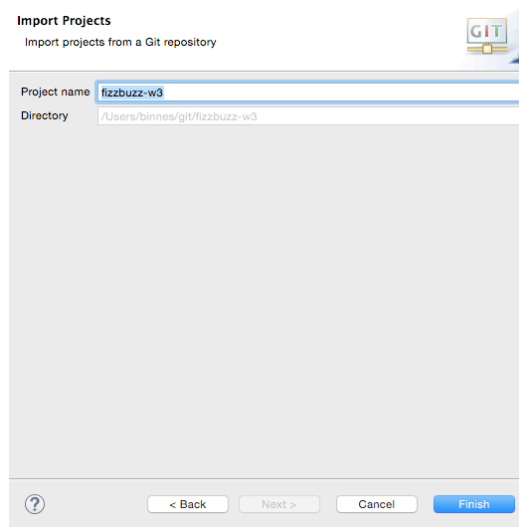 Import Projects
Import projects from a Git repository
GIT
Project name fizzbuzz-w3
Directory /Users/binnes/git/fizzbuzz-w3
? < Back Next > Cancel Finish